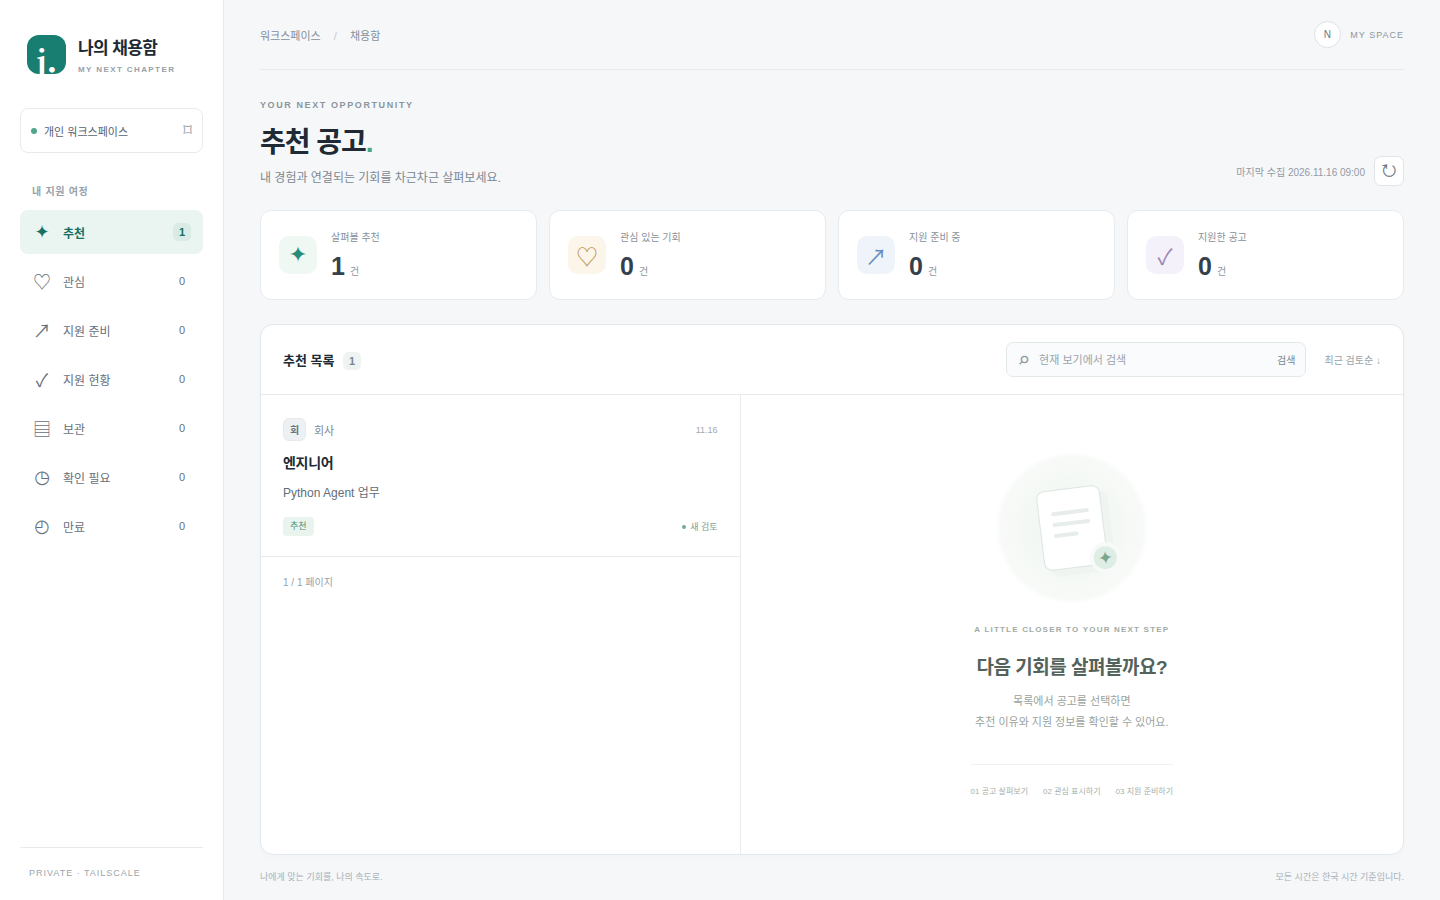 j.
나의 채용함
MY NEXT CHAPTER
개인 워크스페이스
내 지원 여정
추천 1
관심 0
지원 준비 0
지원 현황 0
보관 0
확인 필요 0
만료 0
PRIVATE · TAILSCALE
워크스페이스 / 채용함
N MY SPACE
YOUR NEXT OPPORTUNITY
추천 공고.
내 경험과 연결되는 기회를 차근차근 살펴보세요.
마지막 수집 2026.11.16 09:00
살펴볼 추천
1 건
관심 있는 기회
0 건
지원 준비 중
0 건
지원한 공고
0 건
추천 목록 1
현재 보기에서 검색 검색
최근 검토순 ↓
회 회사 11.16
엔지니어
Python Agent 업무
추천 새 검토
1 / 1 페이지
A LITTLE CLOSER TO YOUR NEXT STEP
다음 기회를 살펴볼까요?
목록에서 공고를 선택하면
추천 이유와 지원 정보를 확인할 수 있어요.
01 공고 살펴보기 02 관심 표시하기 03 지원 준비하기
나에게 맞는 기회를, 나의 속도로.
모든 시간은 한국 시간 기준입니다.